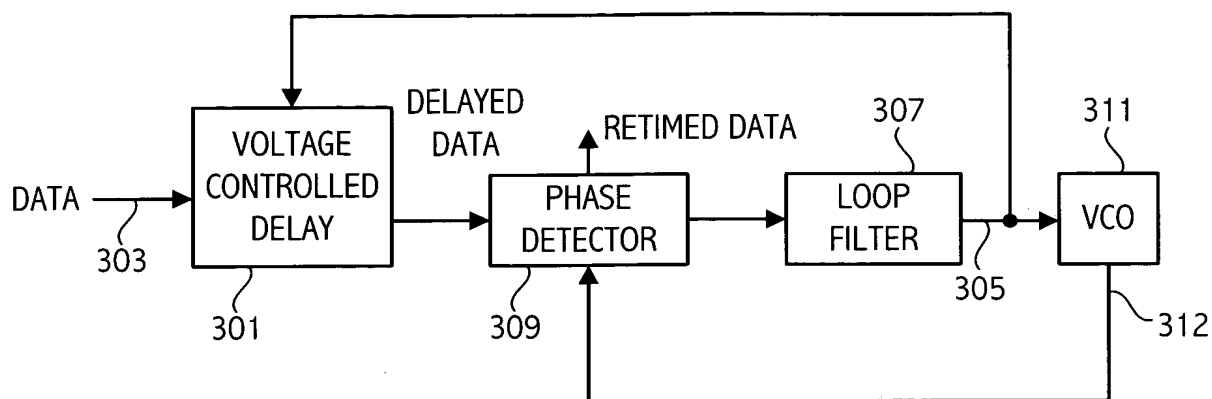 DELAYED
DATA
RETIMED DATA
307
311
VOLTAGE
CONTROLLED
DELAY
DATA
303
301
PHASE
DETECTOR
309
LOOP
FILTER
305
VCO
312